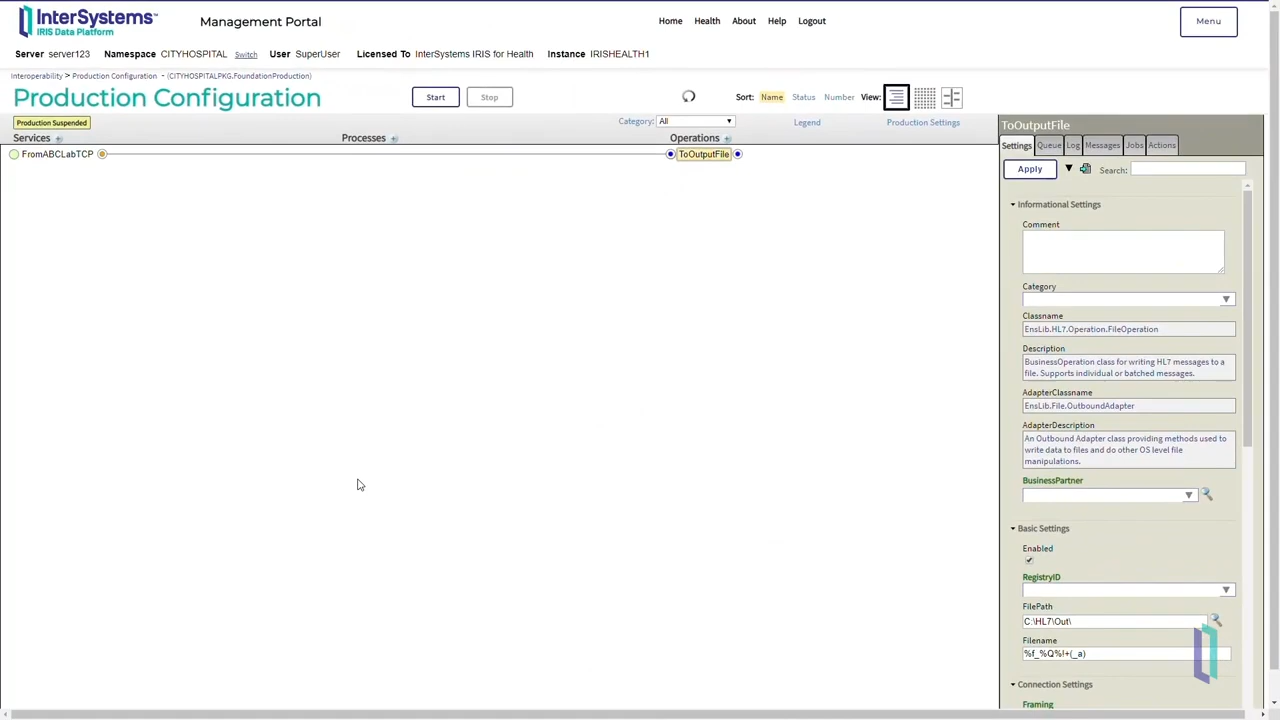 InterSystems™
IRIS Data Platform
Management Portal
Home Health About Help Logout
Menu
Server server123 Namespace CITYHOSPITAL Switch User SuperUser Licensed To InterSystems IRIS for Health Instance IRISHEALTH1
Interoperability > Production Configuration - (CITYHOSPITALPKG.FoundationProduction)
Production Configuration
Start
Stop
Sort: Name Status Number View:
Production Suspended
Category: All
Legend
Production Settings
Services
Processes
Operations
FromABCLabTCP
ToOutputFile
ToOutputFile
Settings Queue Log Messages Jobs Actions
Apply
Search:
Informational Settings
Comment
Category
Classname
EnsLib.HL7.Operation.FileOperation
Description
BusinessOperation class for writing HL7 messages to a
file. Supports individual or batched messages.
AdapterClassname
EnsLib.File.OutboundAdapter
AdapterDescription
An Outbound Adapter class providing methods used to
write data to files and do other OS level file
manipulations.
BusinessPartner
Basic Settings
Enabled
RegistryID
FilePath
C:\HL7\Out\
Filename
%f_%Q%!+(_a)
Connection Settings
Framing